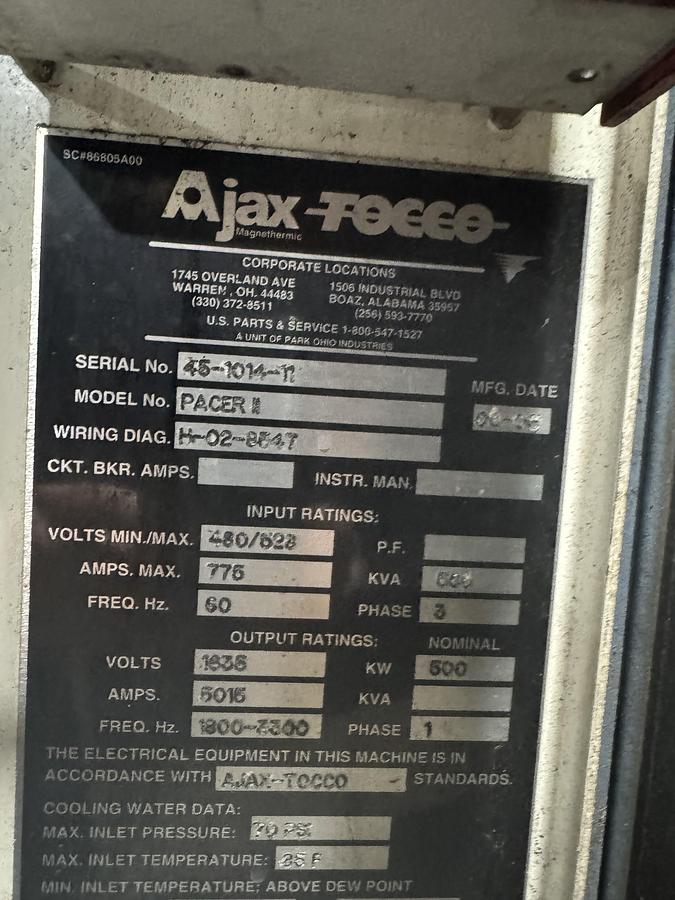 SC#86805A00
Ajax TOCCO
Magnethermic
CORPORATE LOCATIONS
1745 OVERLAND AVE
WARREN, OH. 44483
(330) 372-8511
1506 INDUSTRIAL BLVD
BOAZ, ALABAMA 35957
(256) 593-7770
U.S. PARTS & SERVICE 1-800-547-1527
A UNIT OF PARK OHIO INDUSTRIES
SERIAL No. 45-1014-11
MFG. DATE
MODEL No. PACER II
WIRING DIAG. H-02-8547
CKT. BKR. AMPS. INSTR. MAN.
INPUT RATINGS:
VOLTS MIN./MAX. 480/528 P.F.
AMPS. MAX. 775 KVA
FREQ. Hz. 60 PHASE 3
OUTPUT RATINGS: NOMINAL
VOLTS 1635 KW 500
AMPS. 5015 KVA
FREQ. Hz. 1800-3300 PHASE 1
THE ELECTRICAL EQUIPMENT IN THIS MACHINE IS IN
ACCORDANCE WITH AJAX-TOCCO STANDARDS.
COOLING WATER DATA:
MAX. INLET PRESSURE: 70 PSI
MAX. INLET TEMPERATURE: F
MIN. INLET TEMPERATURE: ABOVE DEW POINT